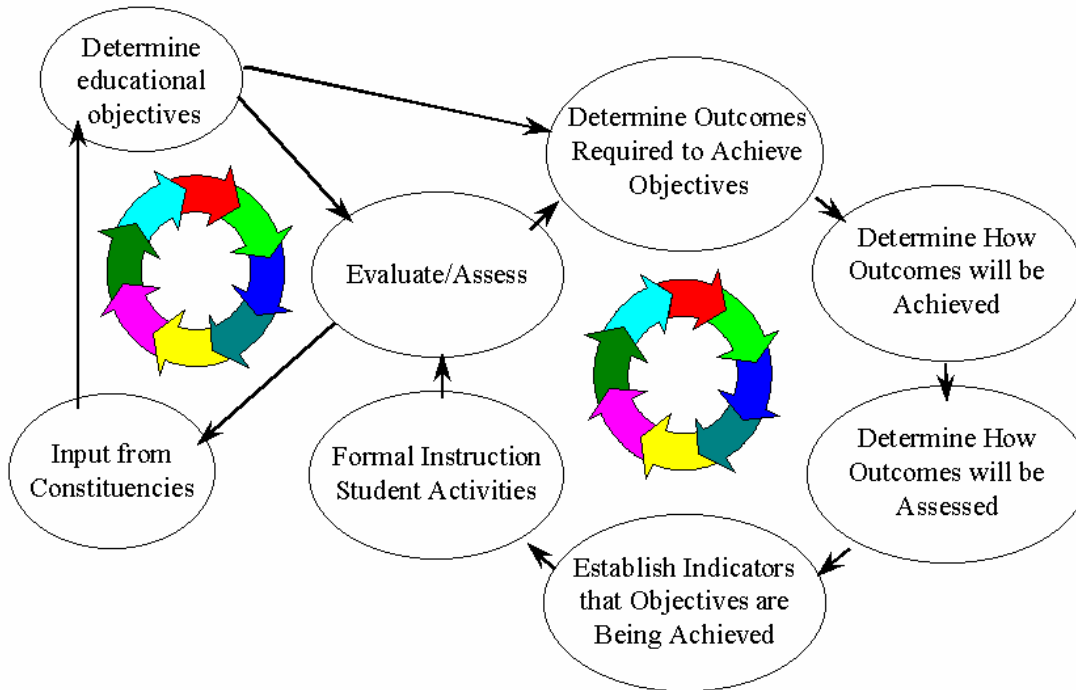 Determine
educational
objectives
Determine Outcomes
Required to Achieve
Objectives
Evaluate/Assess
Determine How
Outcomes will be
Achieved
Input from
Constituencies
Formal Instruction
Student Activities
Determine How
Outcomes will be
Assessed
Establish Indicators
that Objectives are
Being Achieved